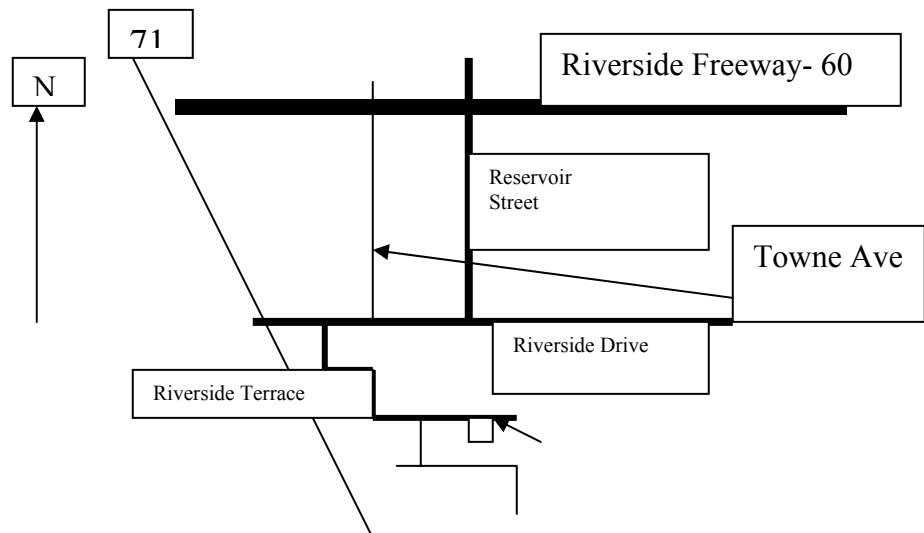 71
N
Riverside Freeway- 60
Reservoir
Street
Towne Ave
Riverside Drive
Riverside Terrace